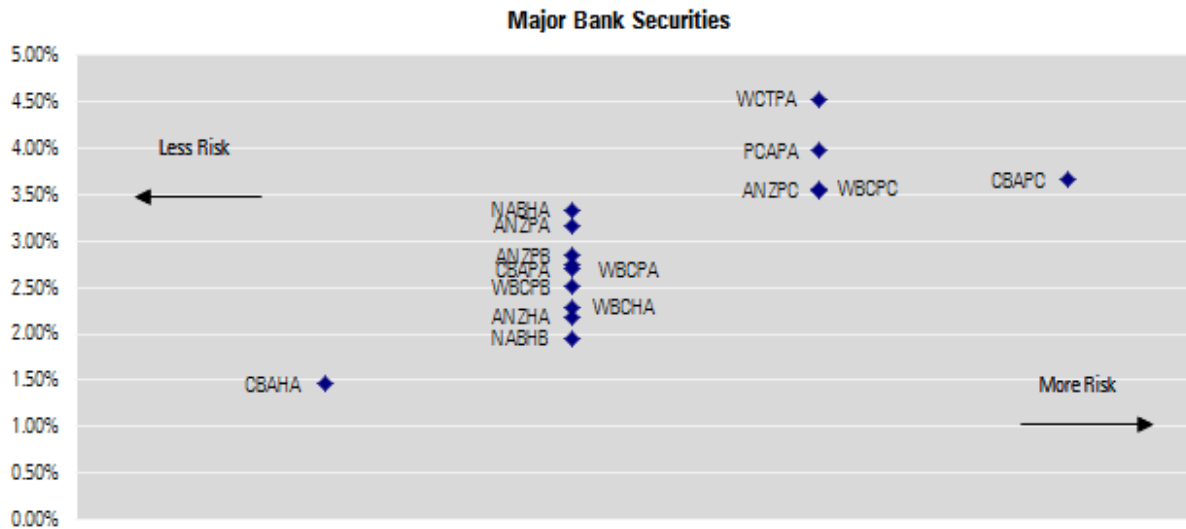 Major Bank Securities
5.00%
4.50%
WCTPA
4.00%
Less Risk
PCAPA
3.50%
ANZPC
WBCPC
CBAPC
NABHA
ANZPA
3.00%
ANZPB
CBAPA
WBCPA
2.50%
WBCPB
WBCHA
ANZHA
2.00%
NABHB
1.50%
CBAHA
More Risk
1.00%
0.50%
0.00%